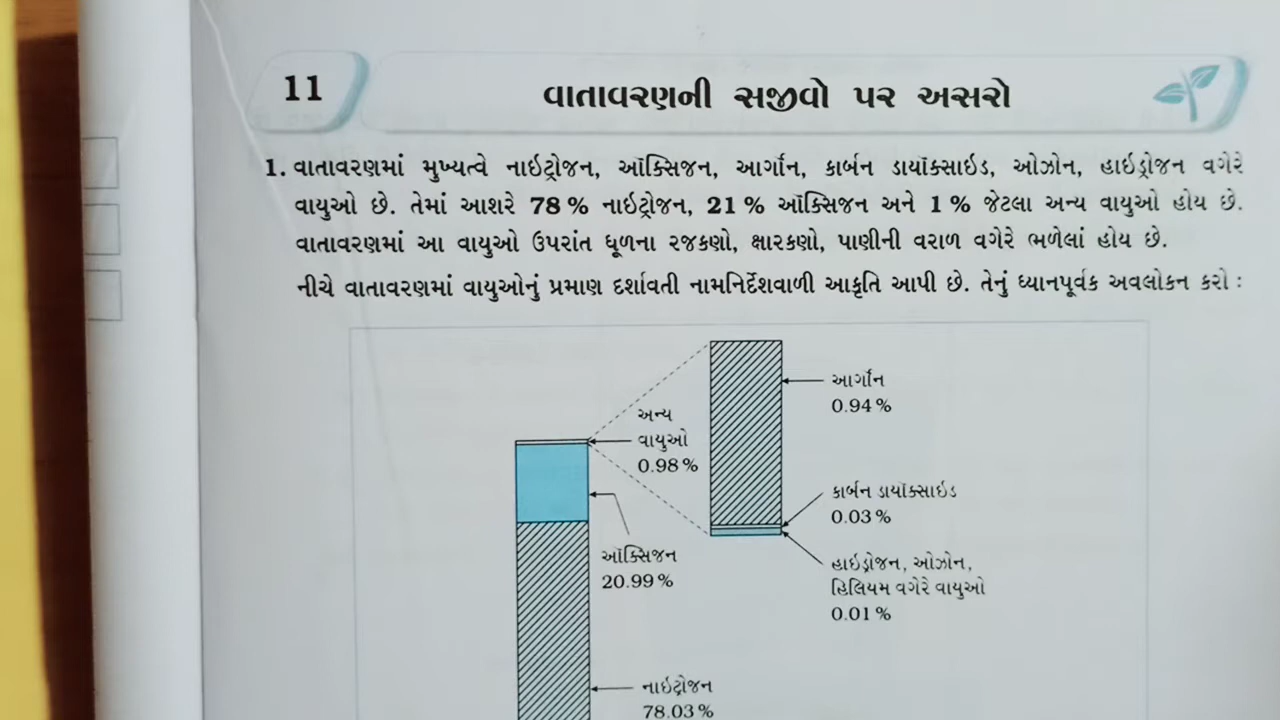 11
વાતાવરણની સજીવો પર અસરો
1. વાતાવરણમાં મુખ્યત્વે નાઇટ્રોજન, ઑક્સિજન, આર્ગોન, કાર્બન ડાયૉક્સાઇડ, ઓઝોન, હાઇડ્રોજન વગેરે
વાયુઓ છે. તેમાં આશરે 78 % નાઇટ્રોજન, 21 % ઑક્સિજન અને 1 % જેટલા અન્ય વાયુઓ હોય છે.
વાતાવરણમાં આ વાયુઓ ઉપરાંત ધૂળના રજકણો, ક્ષારકણો, પાણીની વરાળ વગેરે ભળેલાં હોય છે.
નીચે વાતાવરણમાં વાયુઓનું પ્રમાણ દર્શાવતી નામનિર્દેશવાળી આકૃતિ આપી છે. તેનું ધ્યાનપૂર્વક અવલોકન કરો :
આર્ગોન
0.94 %
અન્ય
વાયુઓ
0.98 %
કાર્બન ડાયૉક્સાઇડ
0.03 %
ઑક્સિજન
20.99 %
હાઇડ્રોજન, ઓઝોન,
હિલિયમ વગેરે વાયુઓ
0.01 %
નાઇટ્રોજન
78.03 %